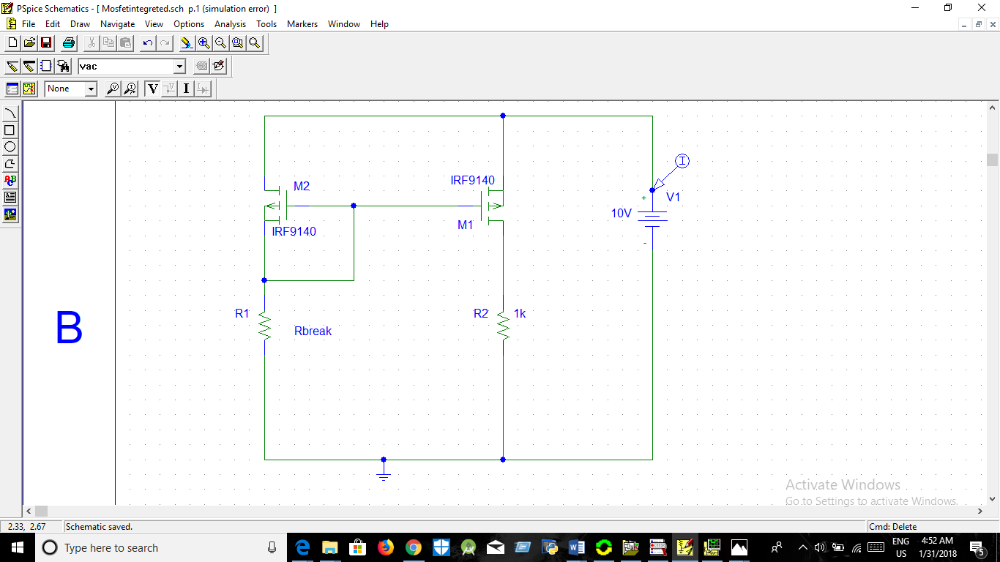 PSpice Schematics - [ Mosfetintegreted.sch p.1 (simulation error) ]
File Edit Draw Navigate View Options Analysis Tools Markers Window Help
vac
None V V I I
ABC
M2 IRF9140 I
V1
+
10V
M1
IRF9140
-
R1 R2 1k
Rbreak
B
Activate Windows
Go to Settings to activate Windows.
2.33, 2.67 Schematic saved. Cmd: Delete
Type here to search
ENG 4:52 AM
US 1/31/2018 5